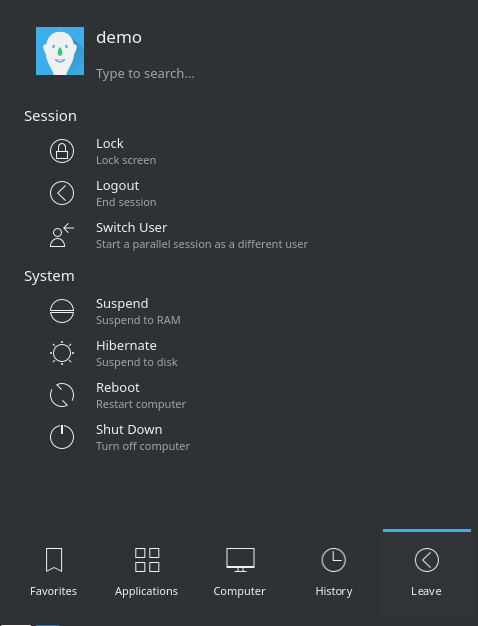 demo
Type to search...
Session
Lock
Lock screen
Logout
End session
Switch User
Start a parallel session as a different user
System
Suspend
Suspend to RAM
Hibernate
Suspend to disk
Reboot
Restart computer
Shut Down
Turn off computer
Favorites Applications Computer History Leave